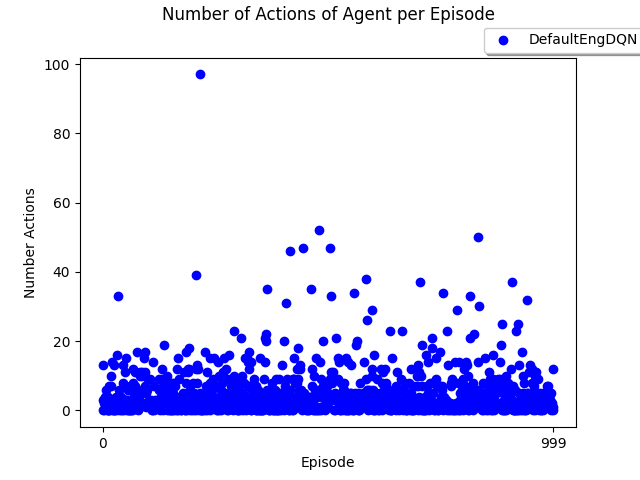 Number of Actions of Agent per Episode
DefaultEngDQN
100
80
60
40
20
0
Number Actions
0
999
Episode